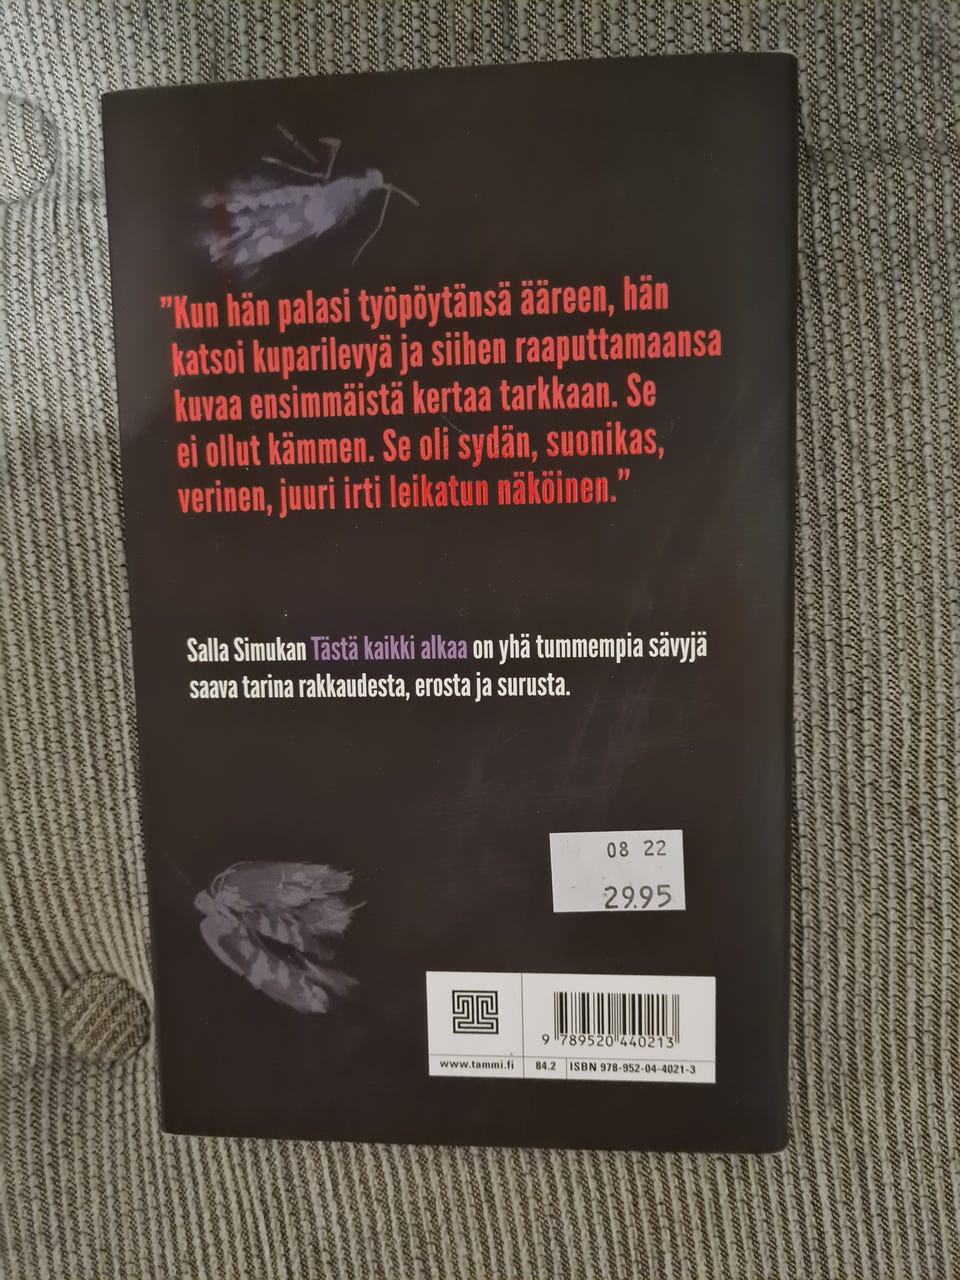 ”Kun hän palasi työpöytänsä ääreen, hän
katsoi kuparilevyä ja siihen raaputtamaansa
kuvaa ensimmäistä kertaa tarkkaan. Se
ei ollut kämmen. Se oli sydän, suonikas,
verinen, juuri irti leikatun näköinen.”
Salla Simukan Tästä kaikki alkaa on yhä tummempia sävyjä
saava tarina rakkaudesta, erosta ja surusta.
08 22
29.95
9 789520 440213
www.tammi.fi 84.2 ISBN 978-952-04-4021-3